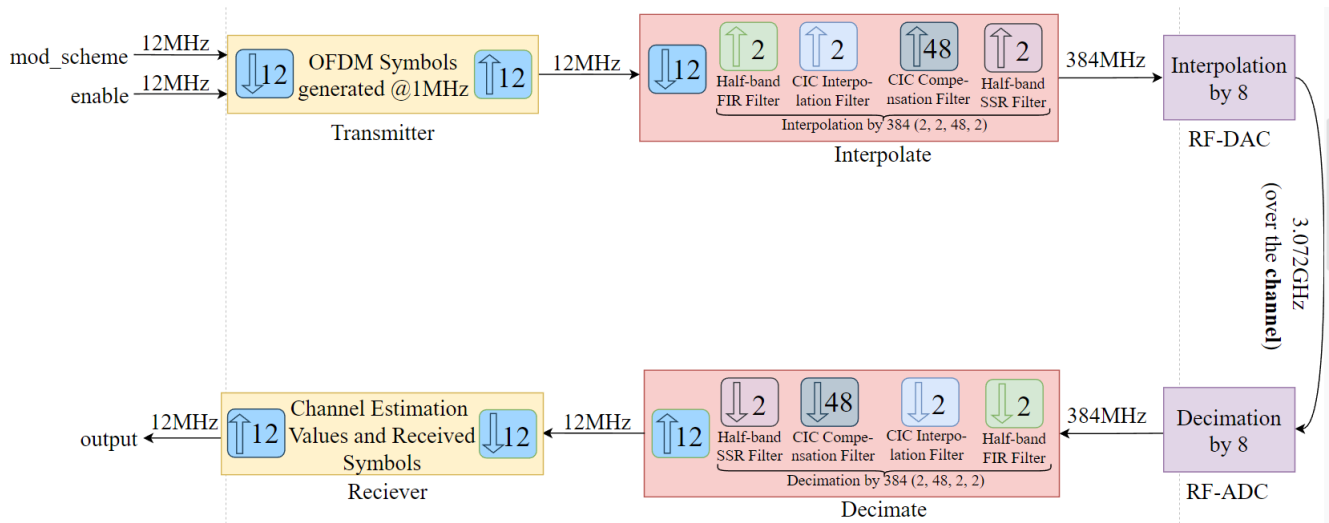 mod_scheme
12MHz
enable
12MHz
12
OFDM Symbols
generated @1MHz
12
Transmitter
12MHz
12
2
Half-band
FIR Filter
2
CIC Interpo-
lation Filter
48
CIC Compe-
nsation Filter
2
Half-band
SSR Filter
Interpolation by 384 (2, 2, 48, 2)
Interpolate
384MHz
Interpolation
by 8
RF-DAC
3.072GHz
(over the channel)
output
12MHz
12
Channel Estimation
Values and Received
Symbols
12
Reciever
12MHz
12
2
Half-band
SSR Filter
48
CIC Compe-
nsation Filter
2
CIC Interpo-
lation Filter
2
Half-band
FIR Filter
Decimation by 384 (2, 48, 2, 2)
Decimate
384MHz
Decimation
by 8
RF-ADC